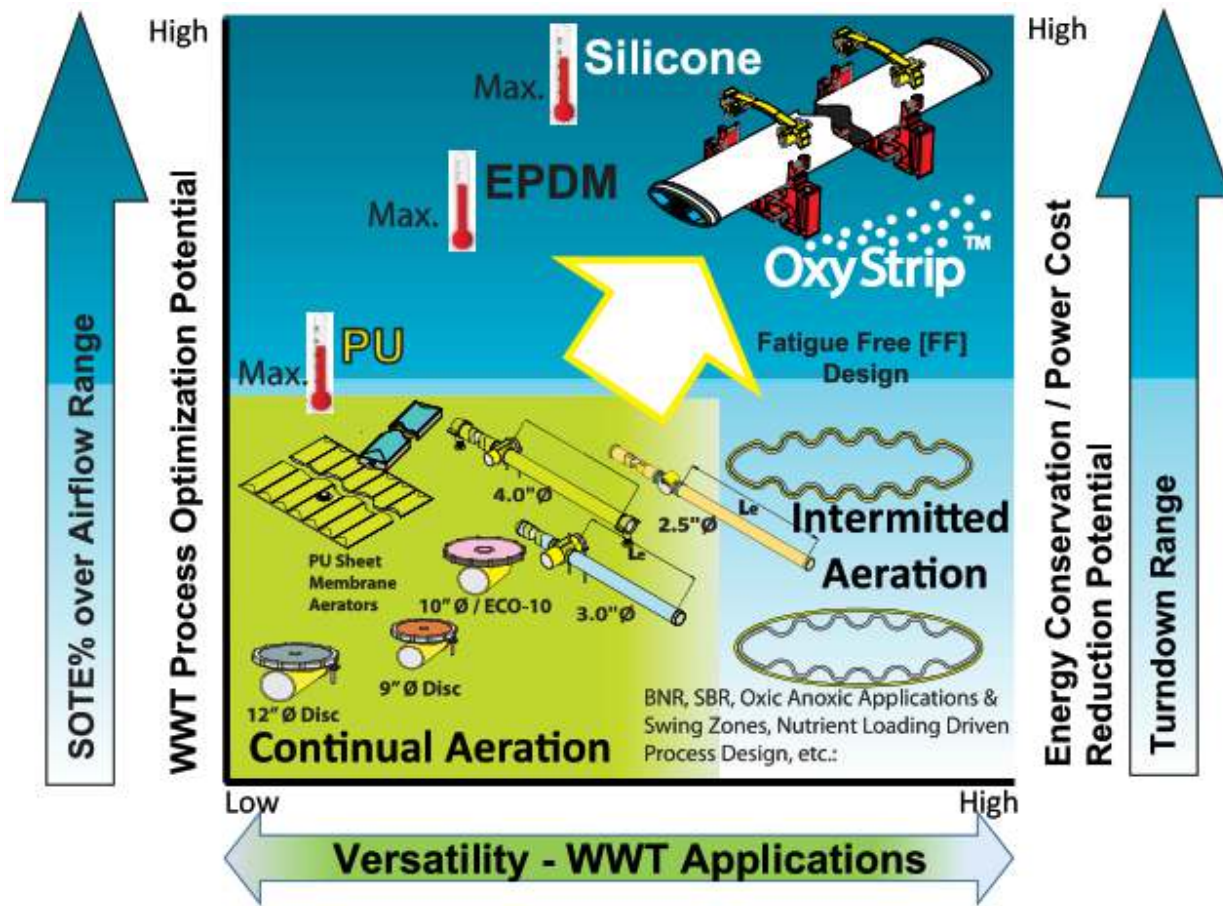 High
High
Silicone
Max.
EPDM
Max.
OxyStrip™
PU
Max.
Fatigue Free [FF]
Design
4.0"Ø
Le
2.5"Ø
Le
Intermitted
Aeration
PU Sheet
Membrane
Aerators
10" Ø / ECO-10
3.0"Ø
9" Ø Disc
12" Ø Disc
Continual Aeration
BNR, SBR, Oxic Anoxic Applications &
Swing Zones, Nutrient Loading Driven
Process Design, etc.:
SOTE% over Airflow Range
WWT Process Optimization Potential
Energy Conservation / Power Cost
Reduction Potential
Turndown Range
Low
High
Versatility - WWT Applications